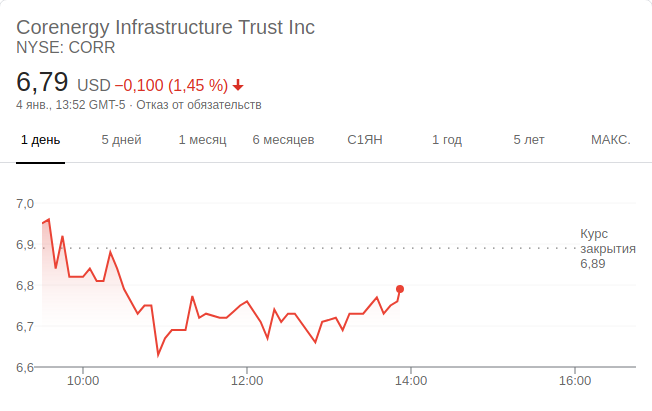 Corenergy Infrastructure Trust Inc
NYSE: CORR
6,79 USD −0,100 (1,45 %)
4 янв., 13:52 GMT-5 · Отказ от обязательств
1 день 5 дней 1 месяц 6 месяцев С1ЯН 1 год 5 лет МАКС.
7,0
6,9
6,8
6,7
6,6
Курс
закрытия
6,89
10:00 12:00 14:00 16:00